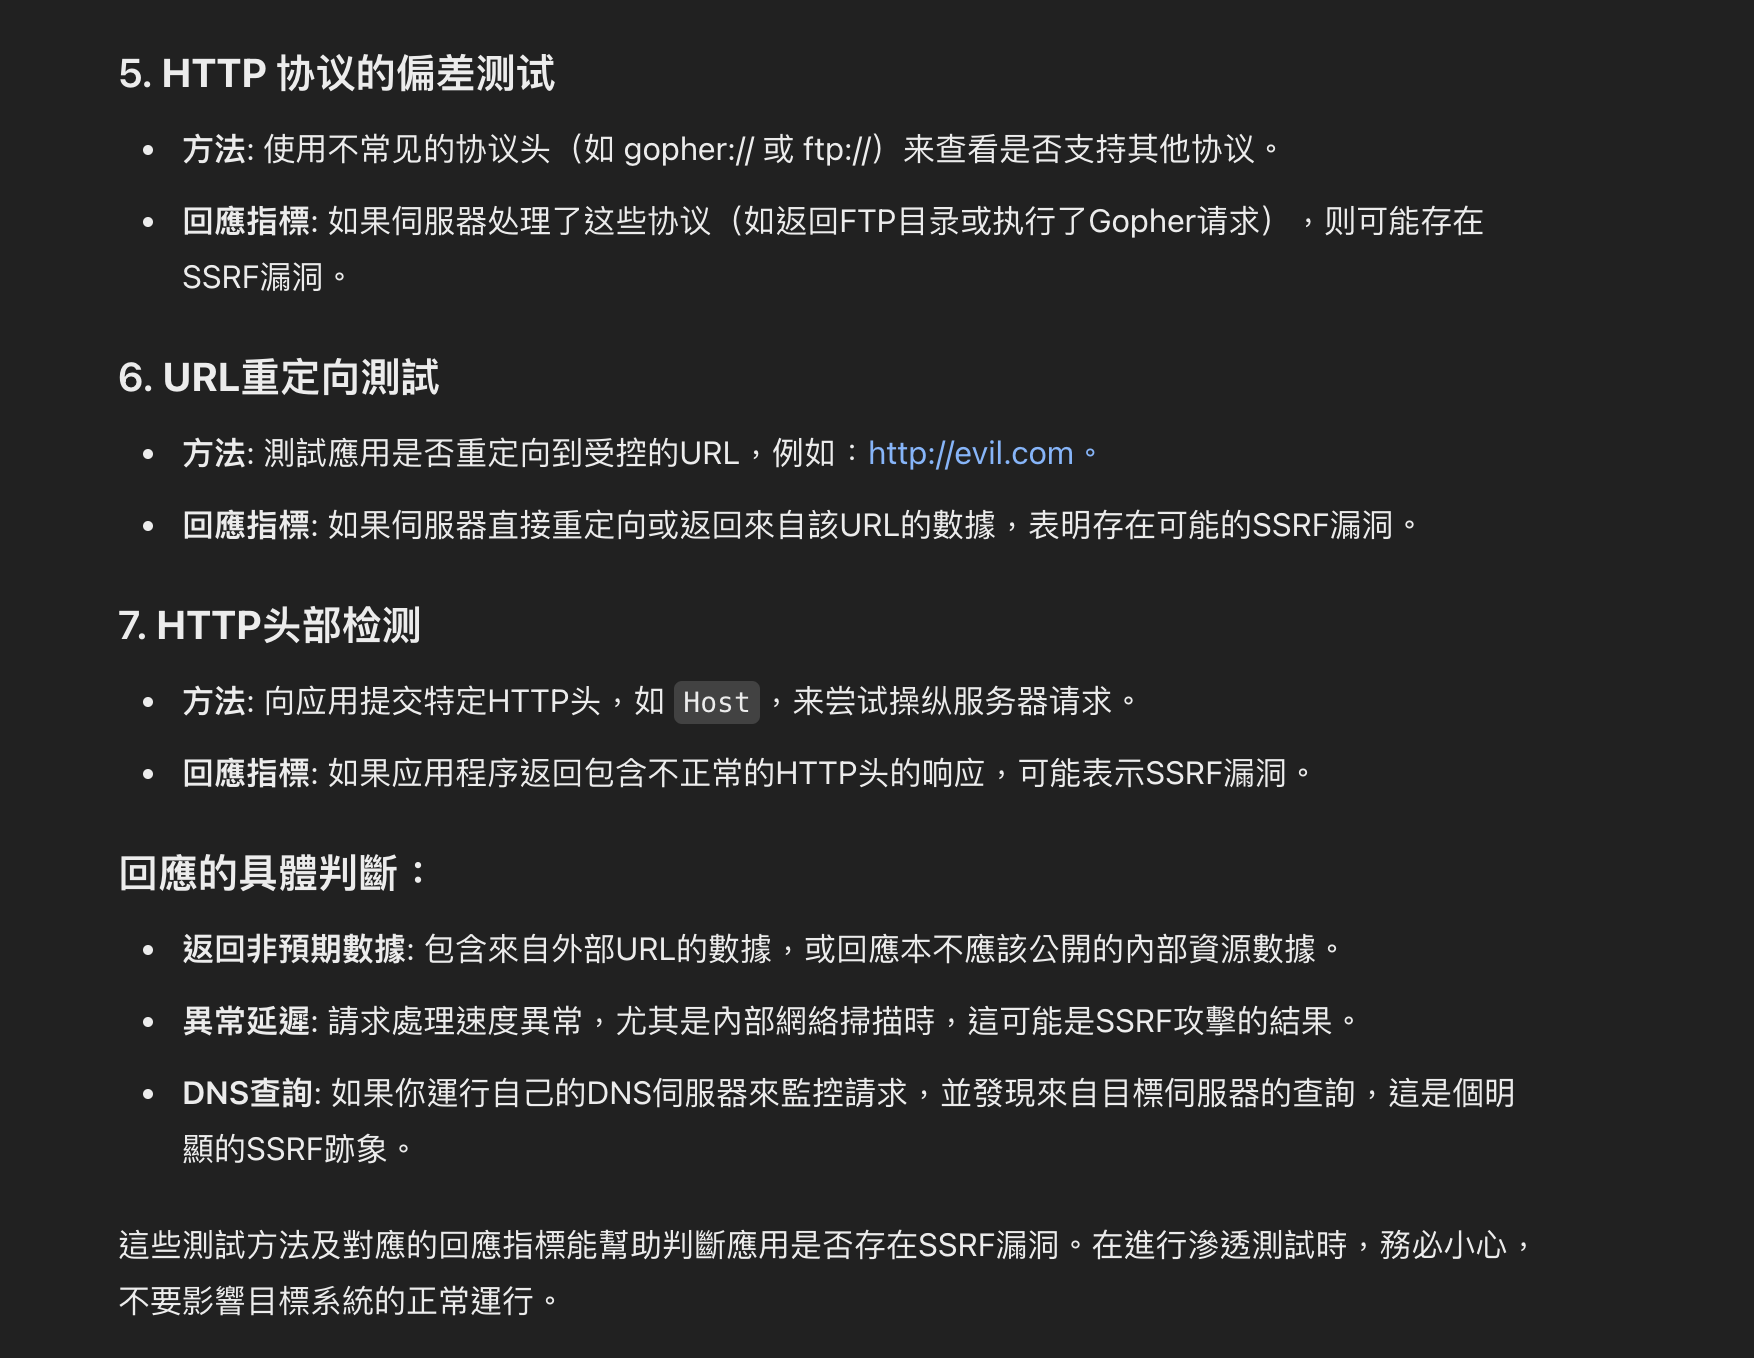 5. HTTP 协议的偏差测试
• 方法: 使用不常见的协议头（如 gopher:// 或 ftp://）来查看是否支持其他协议。
• 回應指標: 如果伺服器处理了这些协议（如返回FTP目录或执行了Gopher请求），则可能存在
SSRF漏洞。
6. URL重定向測試
• 方法: 測試應用是否重定向到受控的URL，例如：http://evil.com。
• 回應指標: 如果伺服器直接重定向或返回來自該URL的數據，表明存在可能的SSRF漏洞。
7. HTTP头部检测
• 方法: 向应用提交特定HTTP头，如 Host，来尝试操纵服务器请求。
• 回應指標: 如果应用程序返回包含不正常的HTTP头的响应，可能表示SSRF漏洞。
回應的具體判斷：
• 返回非預期數據: 包含來自外部URL的數據，或回應本不應該公開的內部資源數據。
• 異常延遲: 請求處理速度異常，尤其是內部網絡掃描時，這可能是SSRF攻擊的結果。
• DNS查詢: 如果你運行自己的DNS伺服器來監控請求，並發現來自目標伺服器的查詢，這是個明
顯的SSRF跡象。
這些測試方法及對應的回應指標能幫助判斷應用是否存在SSRF漏洞。在進行滲透測試時，務必小心，
不要影響目標系統的正常運行。